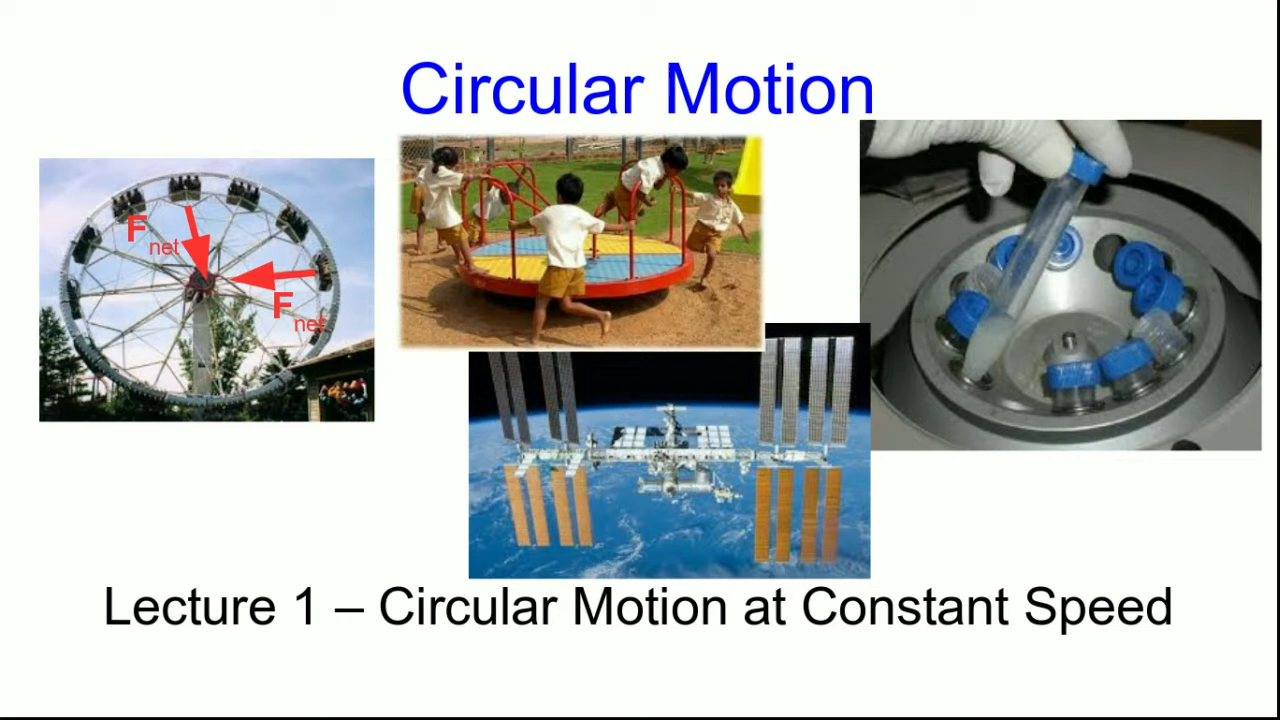 Circular Motion
F net
F net
Lecture 1 – Circular Motion at Constant Speed